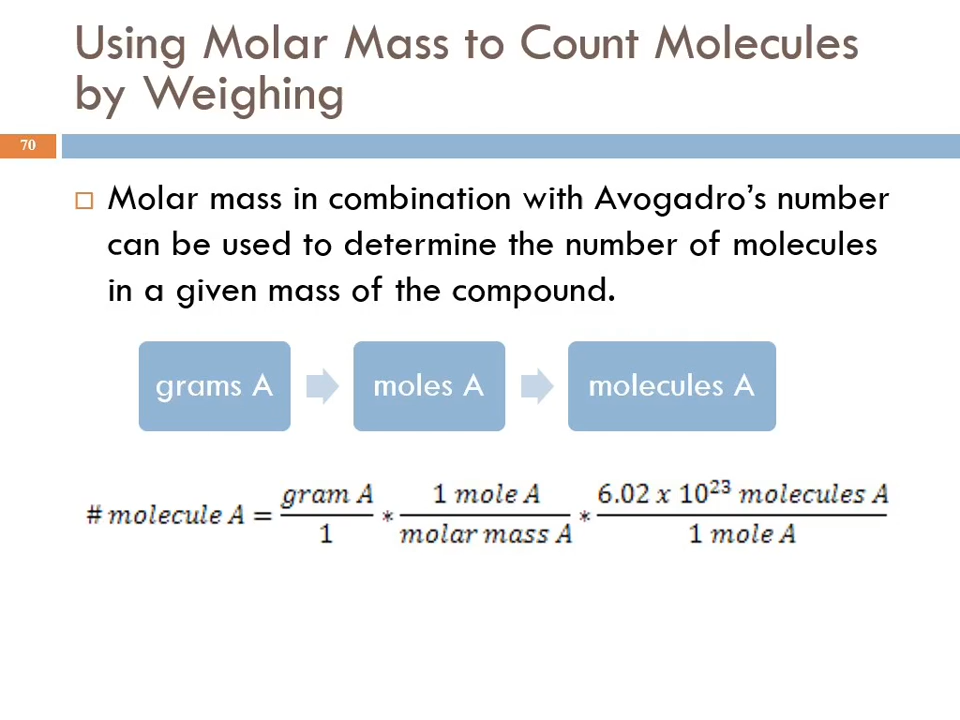 Using Molar Mass to Count Molecules
by Weighing
70
Molar mass in combination with Avogadro’s number
can be used to determine the number of molecules
in a given mass of the compound.
grams A moles A molecules A
# molecule A = gram A / 1 * 1 mole A / molar mass A * 6.02 x 10²³ molecules A / 1 mole A